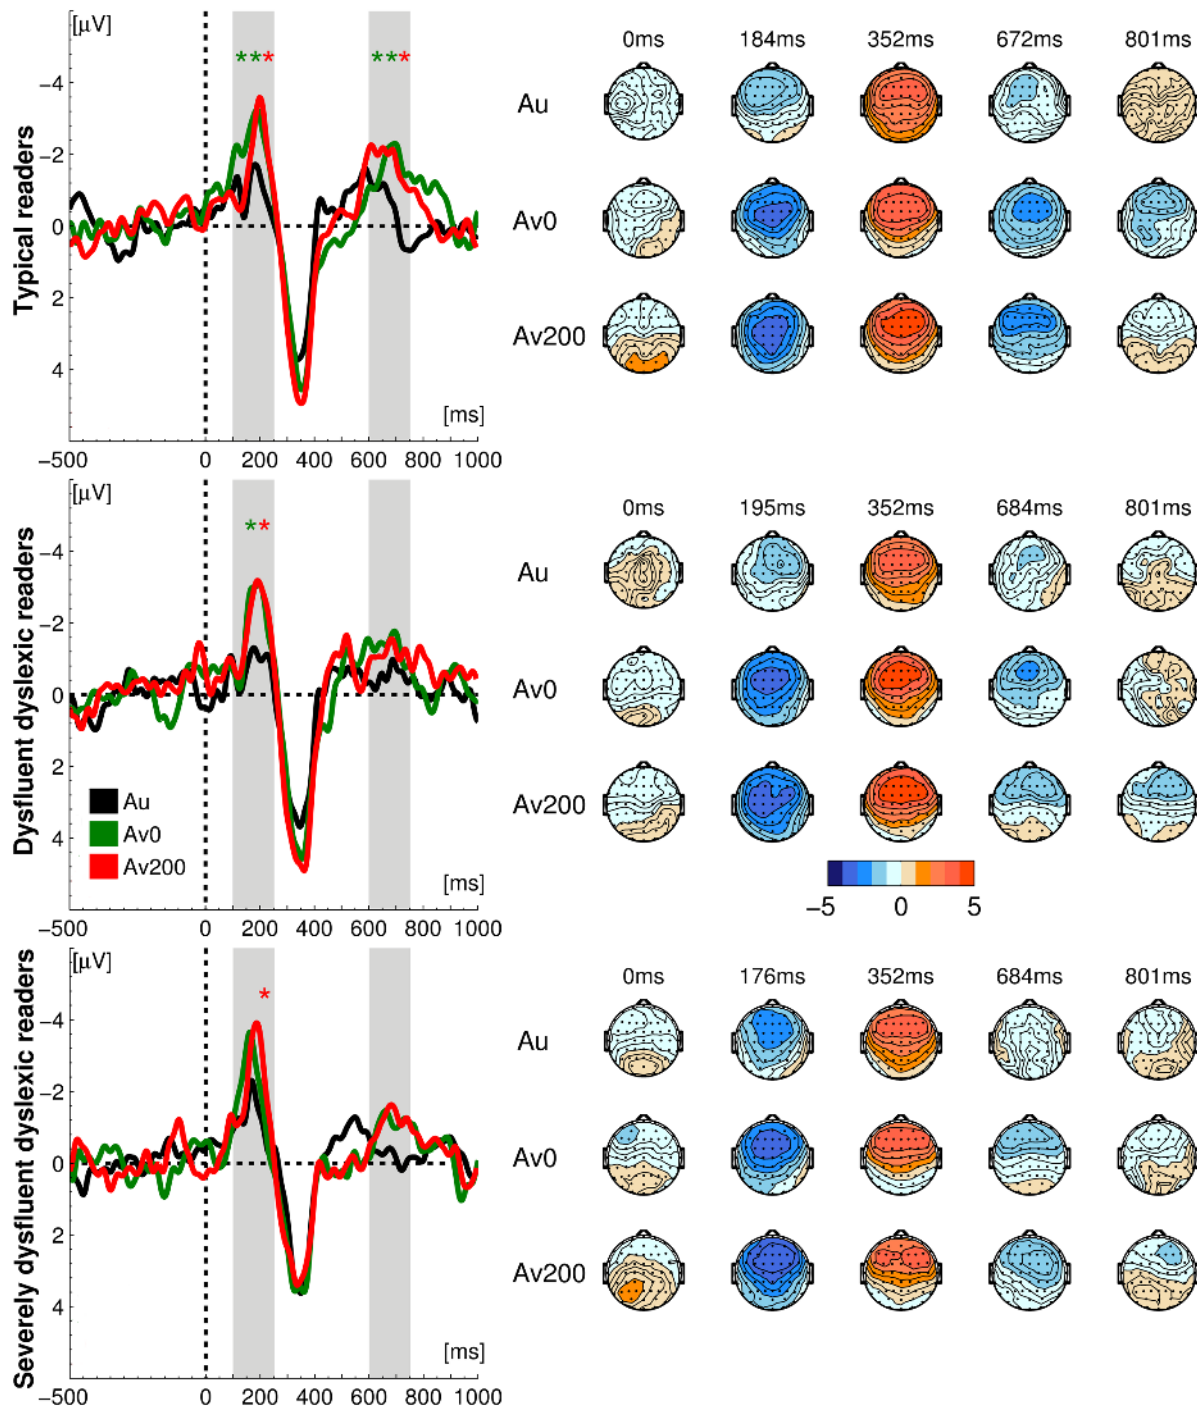 Typical readers
[μV]
−4
−2
0
2
4
** * ** *
[ms]
−500 0 200 400 600 800 1000
0ms 184ms 352ms 672ms 801ms
Au
Av0
Av200
Dysfluent dyslexic readers
[μV]
−4
−2
0
2
4
* *
Au
Av0
Av200
[ms]
−500 0 200 400 600 800 1000
0ms 195ms 352ms 684ms 801ms
Au
Av0
Av200
−5 0 5
Severely dysfluent dyslexic readers
[μV]
−4
−2
0
2
4
*
[ms]
−500 0 200 400 600 800 1000
0ms 176ms 352ms 684ms 801ms
Au
Av0
Av200